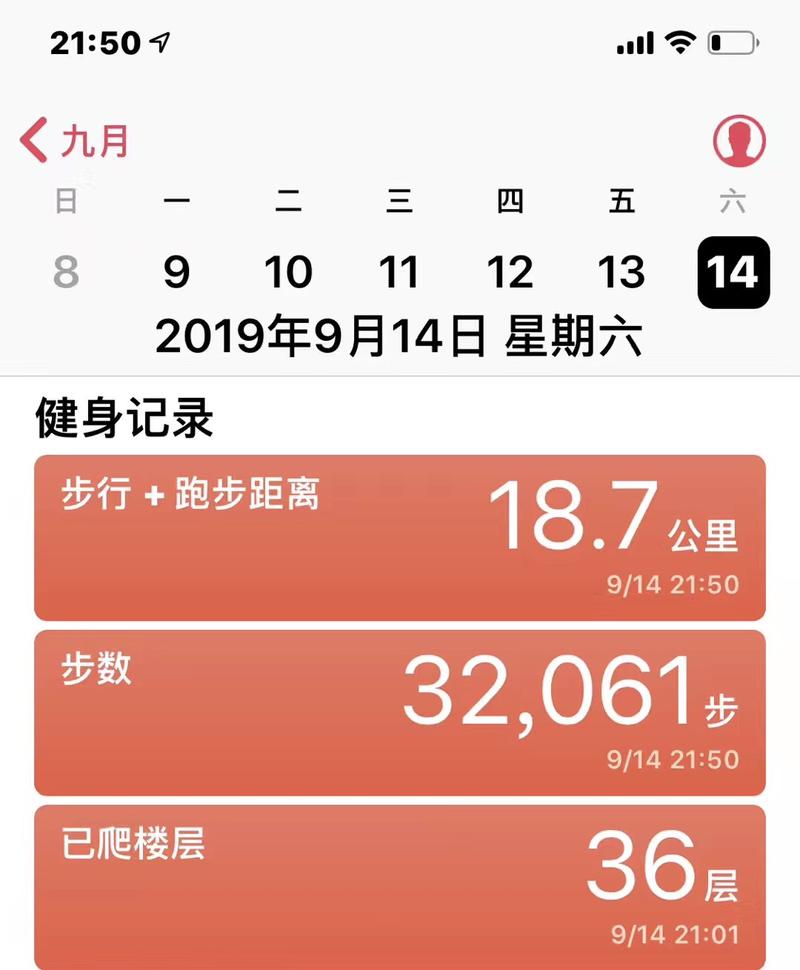 21:50
九月
日 一 二 三 四 五 六
8 9 10 11 12 13 14
2019年9月14日 星期六
健身记录
步行 + 跑步距离
18.7 公里
9/14 21:50
步数
32,061 步
9/14 21:50
已爬楼层
36 层
9/14 21:01